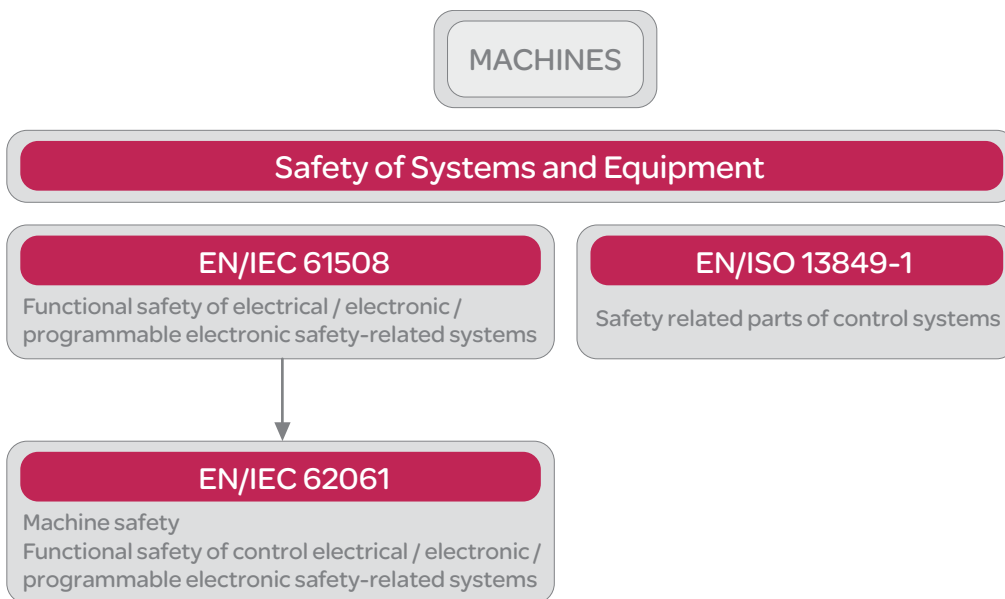 MACHINES
Safety of Systems and Equipment
EN/IEC 61508
Functional safety of electrical / electronic /
programmable electronic safety-related systems
EN/ISO 13849-1
Safety related parts of control systems
EN/IEC 62061
Machine safety
Functional safety of control electrical / electronic /
programmable electronic safety-related systems